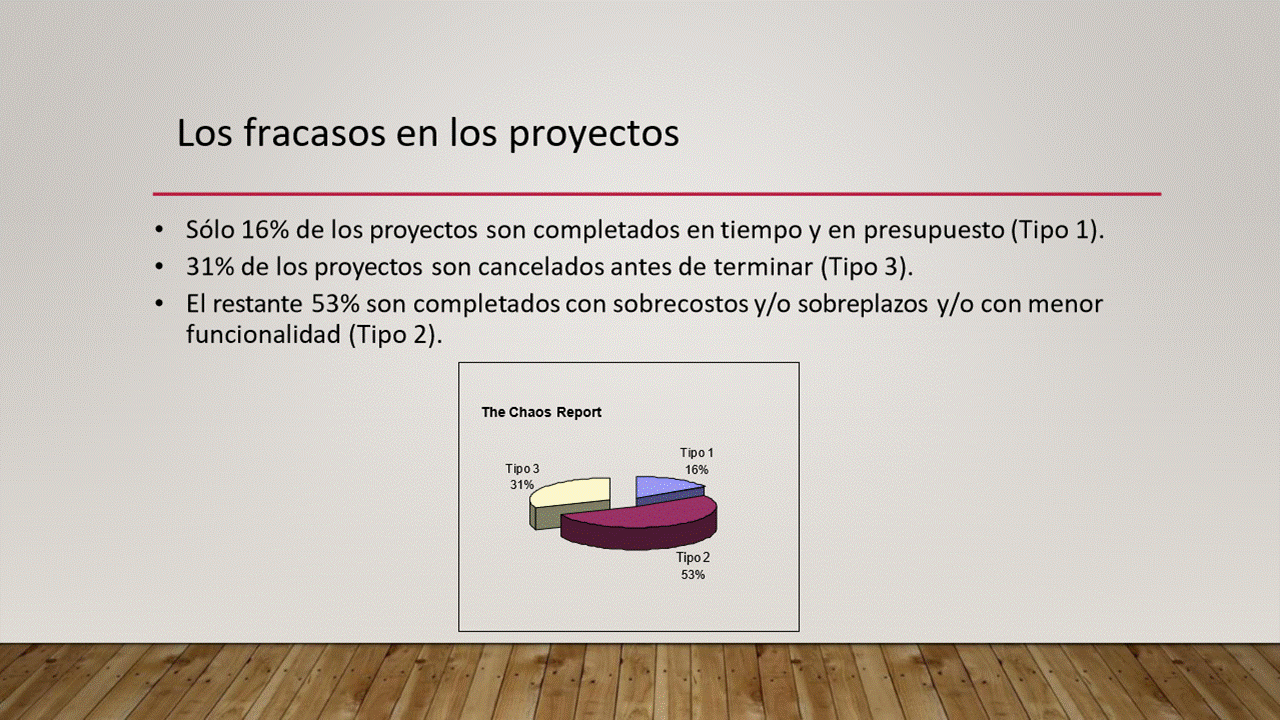 Los fracasos en los proyectos
• Sólo 16% de los proyectos son completados en tiempo y en presupuesto (Tipo 1).
• 31% de los proyectos son cancelados antes de terminar (Tipo 3).
• El restante 53% son completados con sobrecostos y/o sobreplazos y/o con menor
funcionalidad (Tipo 2).
The Chaos Report
Tipo 1
16%
Tipo 3
31%
Tipo 2
53%